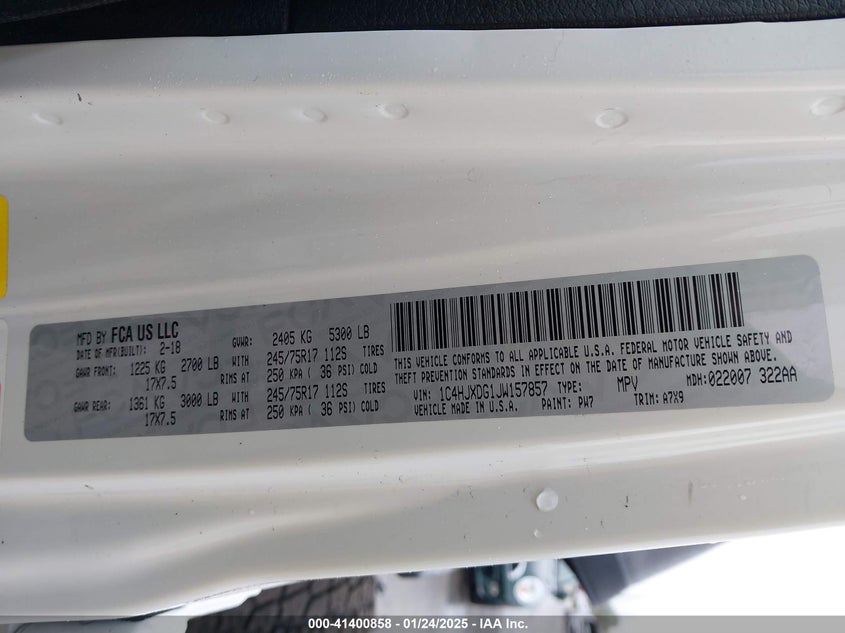 MFD BY FCA US LLC
DATE OF MFR(BUILT): 2-18
GVWR: 2405 KG 5300 LB
GAWR FRONT: 1225 KG 2700 LB WITH 245/75R17 112S TIRES
17X7.5 RIMS AT 250 KPA ( 36 PSI) COLD
GAWR REAR: 1361 KG 3000 LB WITH 245/75R17 112S TIRES
17X7.5 RIMS AT 250 KPA ( 36 PSI) COLD
THIS VEHICLE CONFORMS TO ALL APPLICABLE U.S.A. FEDERAL MOTOR VEHICLE SAFETY AND
THEFT PREVENTION STANDARDS IN EFFECT ON THE DATE OF MANUFACTURE SHOWN ABOVE.
VIN: 1C4HJXDG1JW157857 TYPE: MPV MDH: 022007 322AA
VEHICLE MADE IN U.S.A. PAINT: PW7 TRIM: A7X9
000-41400858 - 01/24/2025 - IAA Inc.